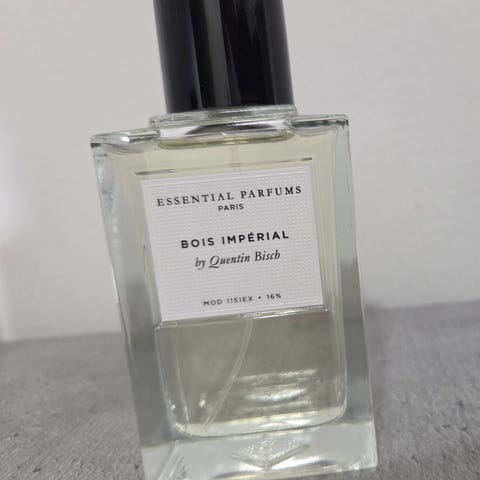 ESSENTIAL PARFUMS
PARIS
BOIS IMPÉRIAL
by Quentin Bisch
MOD 1151EX • 16%